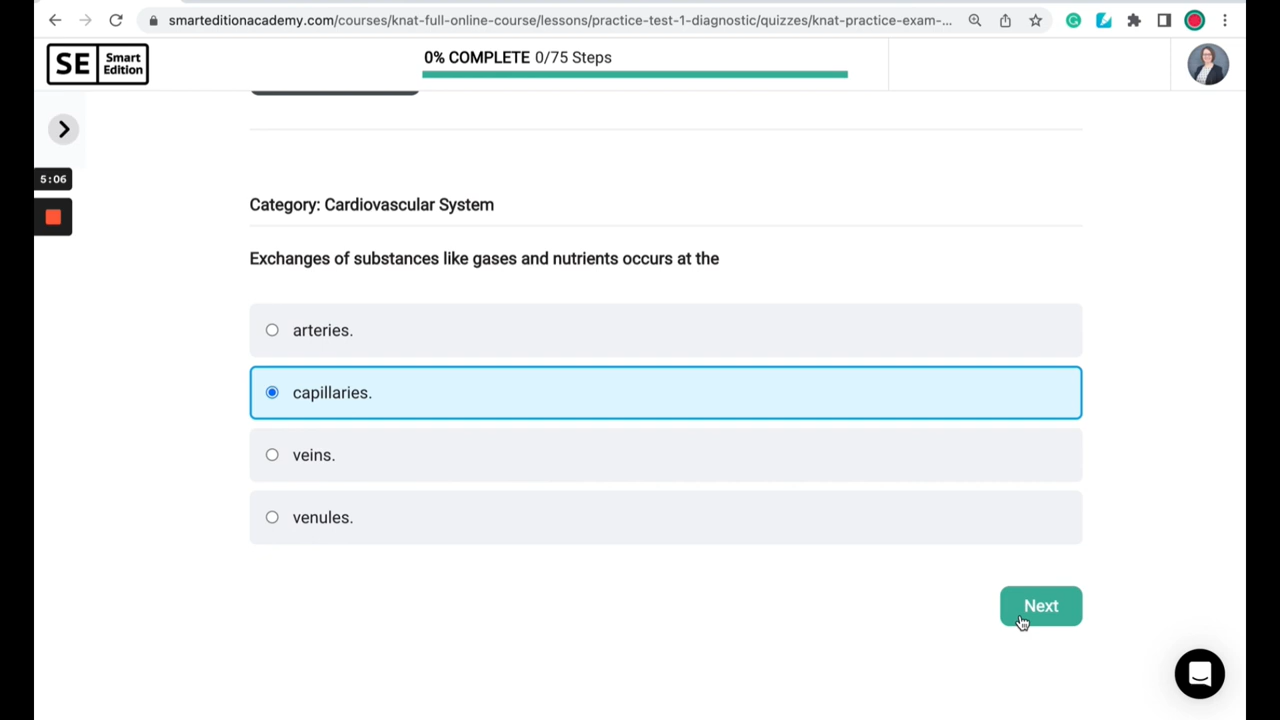 smarteditionacademy.com/courses/knat-full-online-course/lessons/practice-test-1-diagnostic/quizzes/knat-practice-exam-...
SE Smart Edition
0% COMPLETE 0/75 Steps
5:06
Category: Cardiovascular System
Exchanges of substances like gases and nutrients occurs at the
arteries.
capillaries.
veins.
venules.
Next